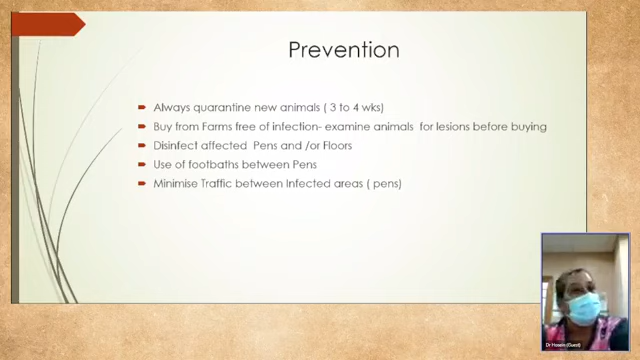 Prevention
Always quarantine new animals ( 3 to 4 wks)
Buy from Farms free of infection- examine animals  for lesions before buying
Disinfect affected  Pens and /or Floors
Use of footbaths between Pens
Minimise Traffic between Infected areas ( pens)
Dr Hosein (Guest)